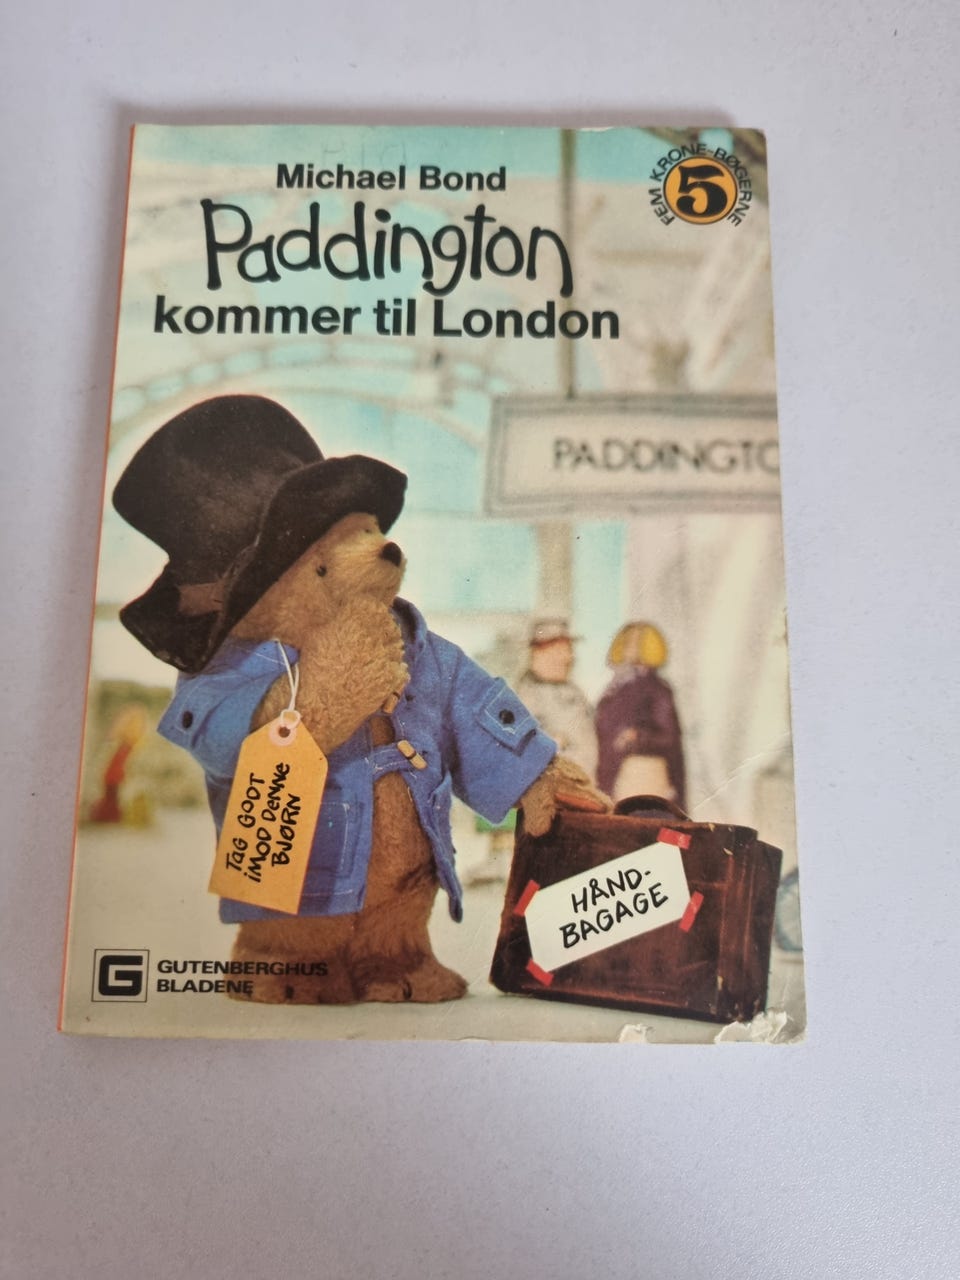 Michael Bond
FEM KRONE-BØGERNE
5
Paddington
kommer til London
PADDINGTO
TAG GODT
IMOD DENNE
BJØRN
HÅND-
BAGAGE
G GUTENBERGHUS
BLADENE